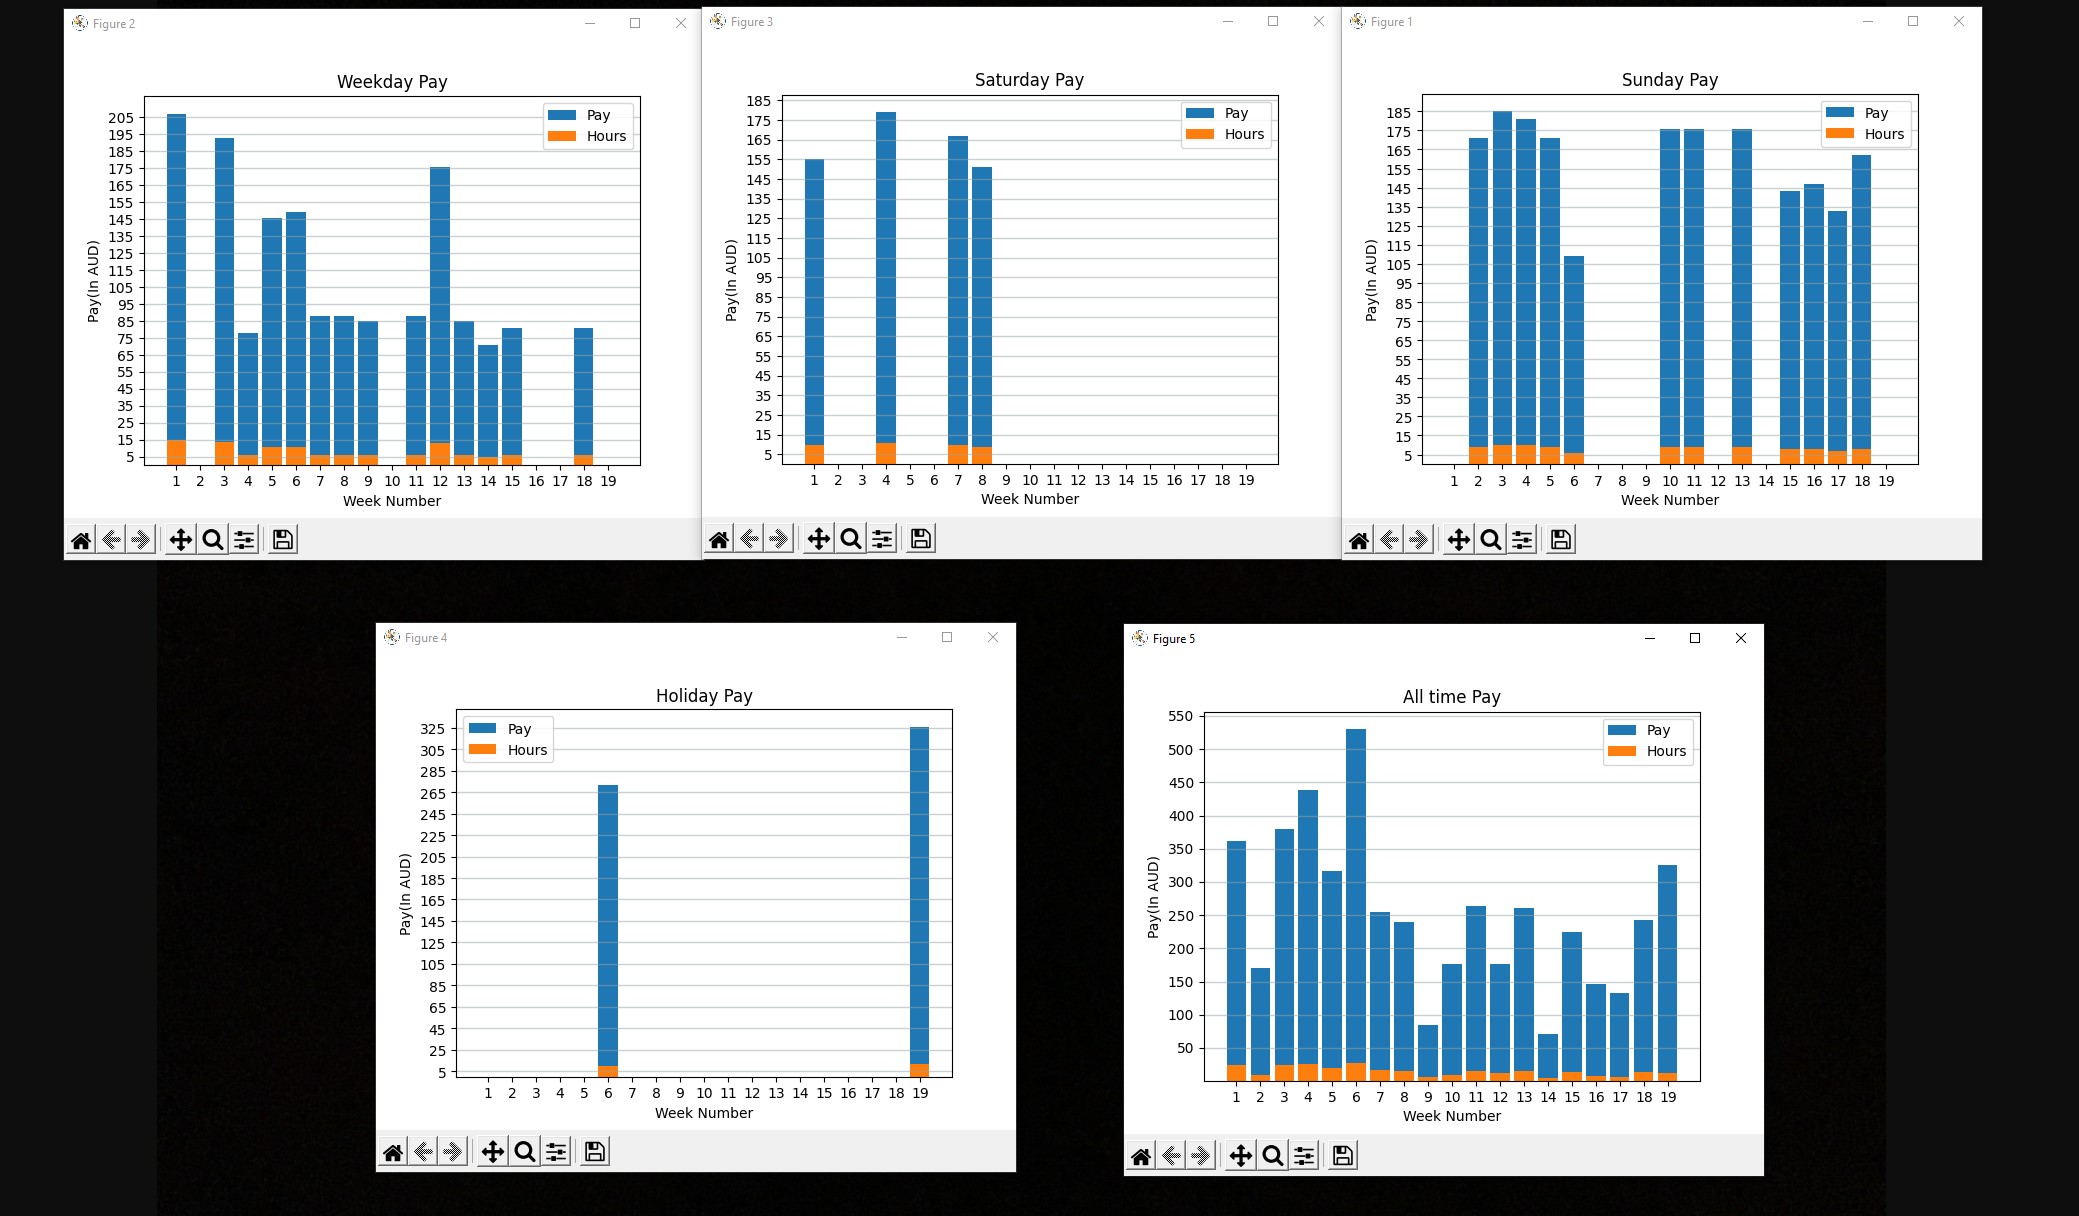 Figure 2
Weekday Pay
Pay
Hours
205
195
185
175
165
155
145
135
125
115
105
95
85
75
65
55
45
35
25
15
5
Pay(In AUD)
1 2 3 4 5 6 7 8 9 10 11 12 13 14 15 16 17 18 19
Week Number
Figure 3
Saturday Pay
Pay
Hours
185
175
165
155
145
135
125
115
105
95
85
75
65
55
45
35
25
15
5
Pay(In AUD)
1 2 3 4 5 6 7 8 9 10 11 12 13 14 15 16 17 18 19
Week Number
Figure 1
Sunday Pay
Pay
Hours
185
175
165
155
145
135
125
115
105
95
85
75
65
55
45
35
25
15
5
Pay(In AUD)
1 2 3 4 5 6 7 8 9 10 11 12 13 14 15 16 17 18 19
Week Number
Figure 4
Holiday Pay
Pay
Hours
325
305
285
265
245
225
205
185
165
145
125
105
85
65
45
25
5
Pay(In AUD)
1 2 3 4 5 6 7 8 9 10 11 12 13 14 15 16 17 18 19
Week Number
Figure 5
All time Pay
Pay
Hours
550
500
450
400
350
300
250
200
150
100
50
Pay(In AUD)
1 2 3 4 5 6 7 8 9 10 11 12 13 14 15 16 17 18 19
Week Number